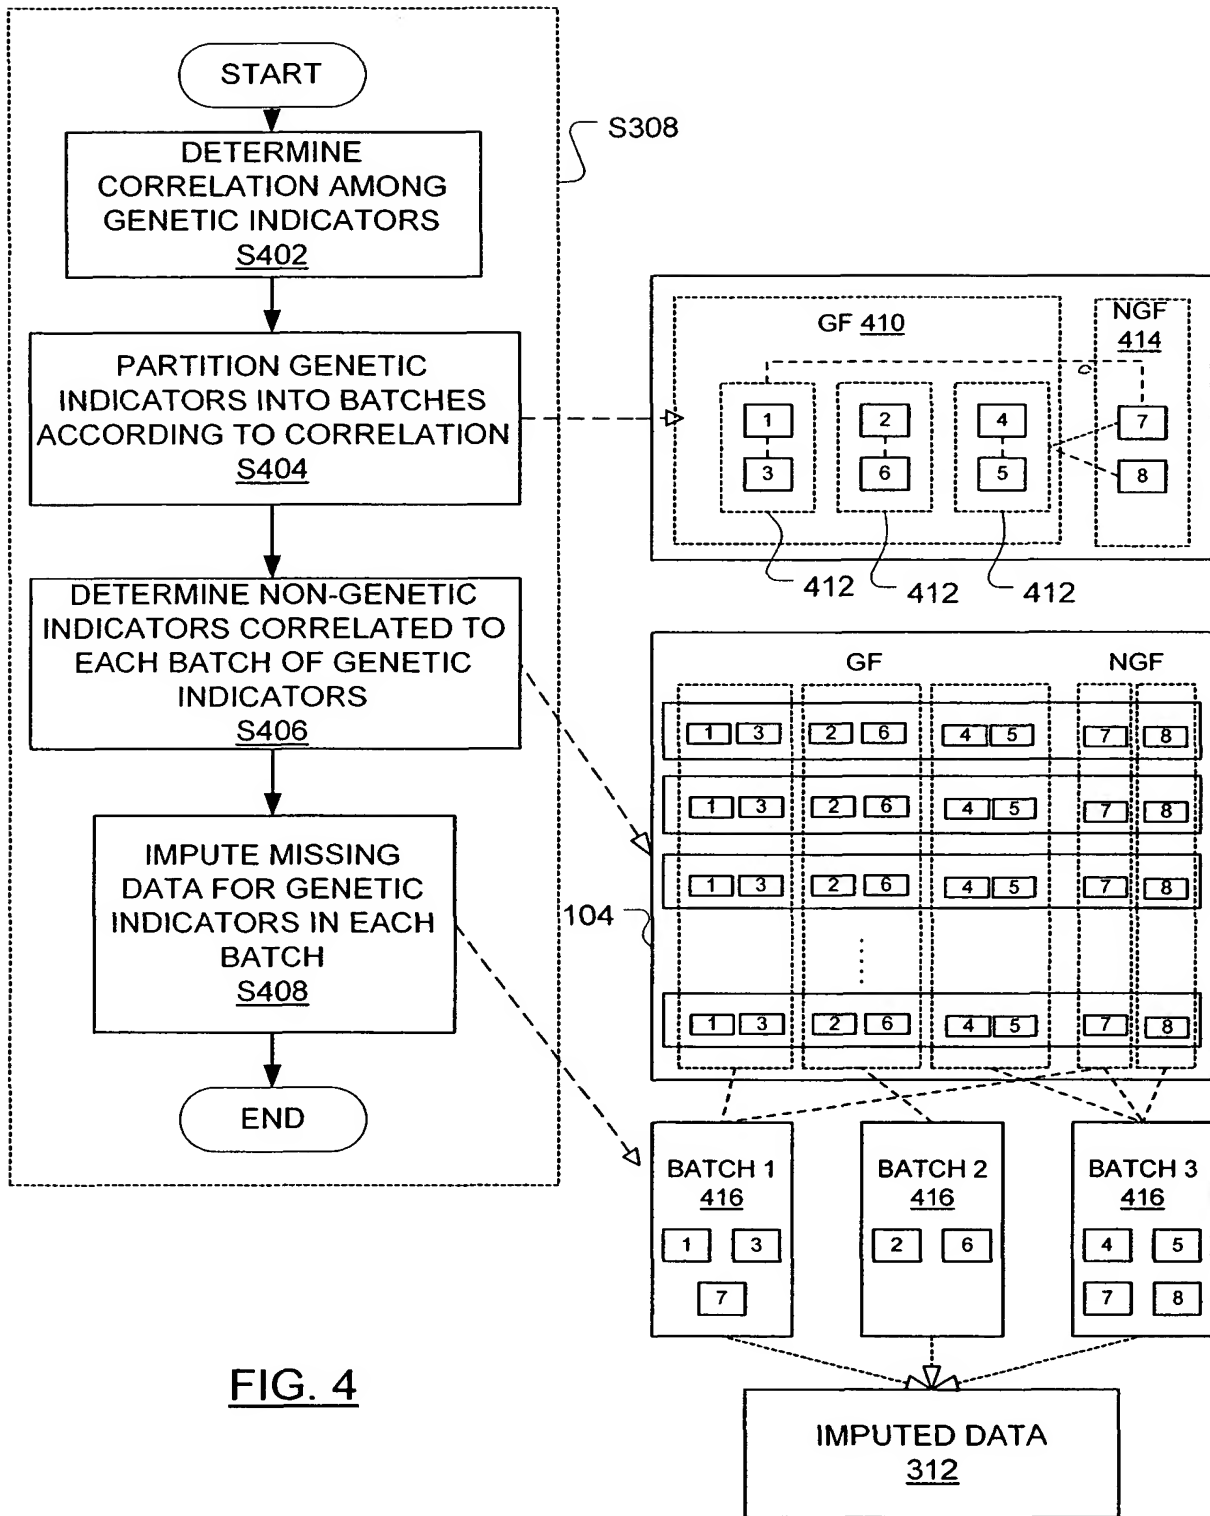 START
DETERMINE
CORRELATION AMONG
GENETIC INDICATORS
S402
S308
PARTITION GENETIC
INDICATORS INTO BATCHES
ACCORDING TO CORRELATION
S404
DETERMINE NON-GENETIC
INDICATORS CORRELATED TO
EACH BATCH OF GENETIC
INDICATORS
S406
IMPUTE MISSING
DATA FOR GENETIC
INDICATORS IN EACH
BATCH
S408
END
GF 410
NGF
414
1 2 4 7
3 6 5 8
412 412 412
GF NGF
1 3 2 6 4 5 7 8
1 3 2 6 4 5 7 8
1 3 2 6 4 5 7 8
104
1 3 2 6 4 5 7 8
BATCH 1
416
1 3
7
BATCH 2
416
2 6
BATCH 3
416
4 5
7 8
IMPUTED DATA
312
FIG. 4